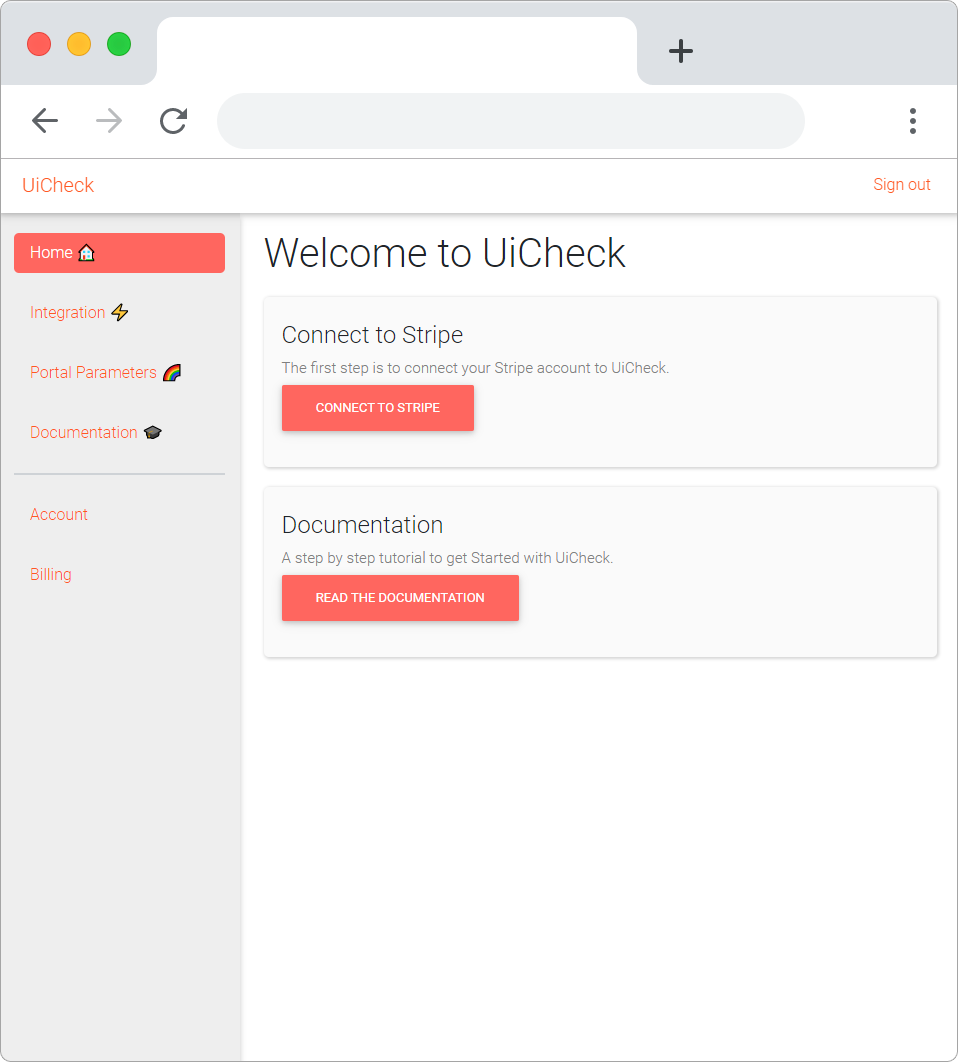 UiCheck
Sign out
Home 🏠
Integration ⚡
Portal Parameters 🌈
Documentation 🎓
Account
Billing
Welcome to UiCheck
Connect to Stripe
The first step is to connect your Stripe account to UiCheck.
CONNECT TO STRIPE
Documentation
A step by step tutorial to get Started with UiCheck.
READ THE DOCUMENTATION